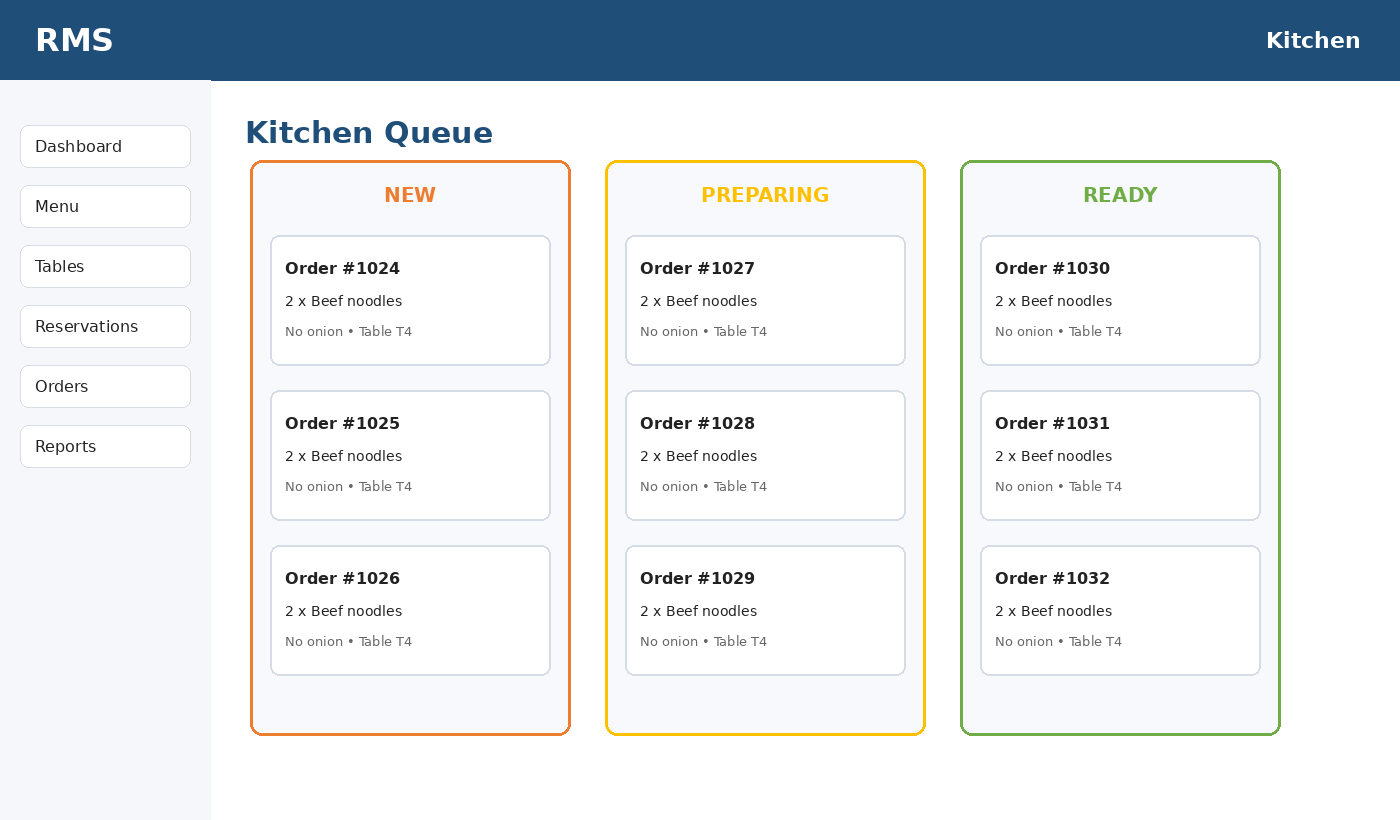 RMS
Kitchen
Dashboard
Menu
Tables
Reservations
Orders
Reports
Kitchen Queue
NEW
Order #1024
2 x Beef noodles
No onion • Table T4
Order #1025
2 x Beef noodles
No onion • Table T4
Order #1026
2 x Beef noodles
No onion • Table T4
PREPARING
Order #1027
2 x Beef noodles
No onion • Table T4
Order #1028
2 x Beef noodles
No onion • Table T4
Order #1029
2 x Beef noodles
No onion • Table T4
READY
Order #1030
2 x Beef noodles
No onion • Table T4
Order #1031
2 x Beef noodles
No onion • Table T4
Order #1032
2 x Beef noodles
No onion • Table T4